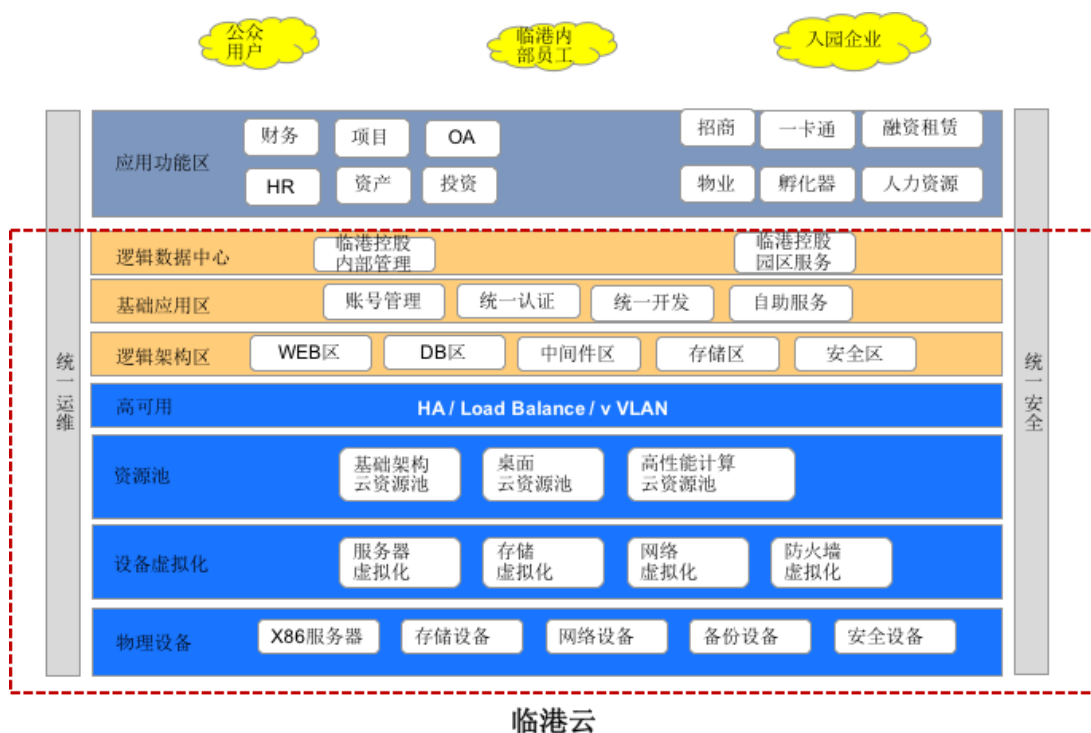 公众
用户
临港内
部员工
入园企业
应用功能区
财务
项目
OA
招商
一卡通
融资租赁
HR
资产
投资
物业
孵化器
人力资源
逻辑数据中心
临港控股
内部管理
临港控股
园区服务
基础应用区
账号管理
统一认证
统一开发
自助服务
逻辑架构区
WEB区
DB区
中间件区
存储区
安全区
高可用
HA / Load Balance / v VLAN
资源池
基础架构
云资源池
桌面
云资源池
高性能计算
云资源池
设备虚拟化
服务器
虚拟化
存储
虚拟化
网络
虚拟化
防火墙
虚拟化
物理设备
X86服务器
存储设备
网络设备
备份设备
安全设备
统一运维
统一安全
临港云